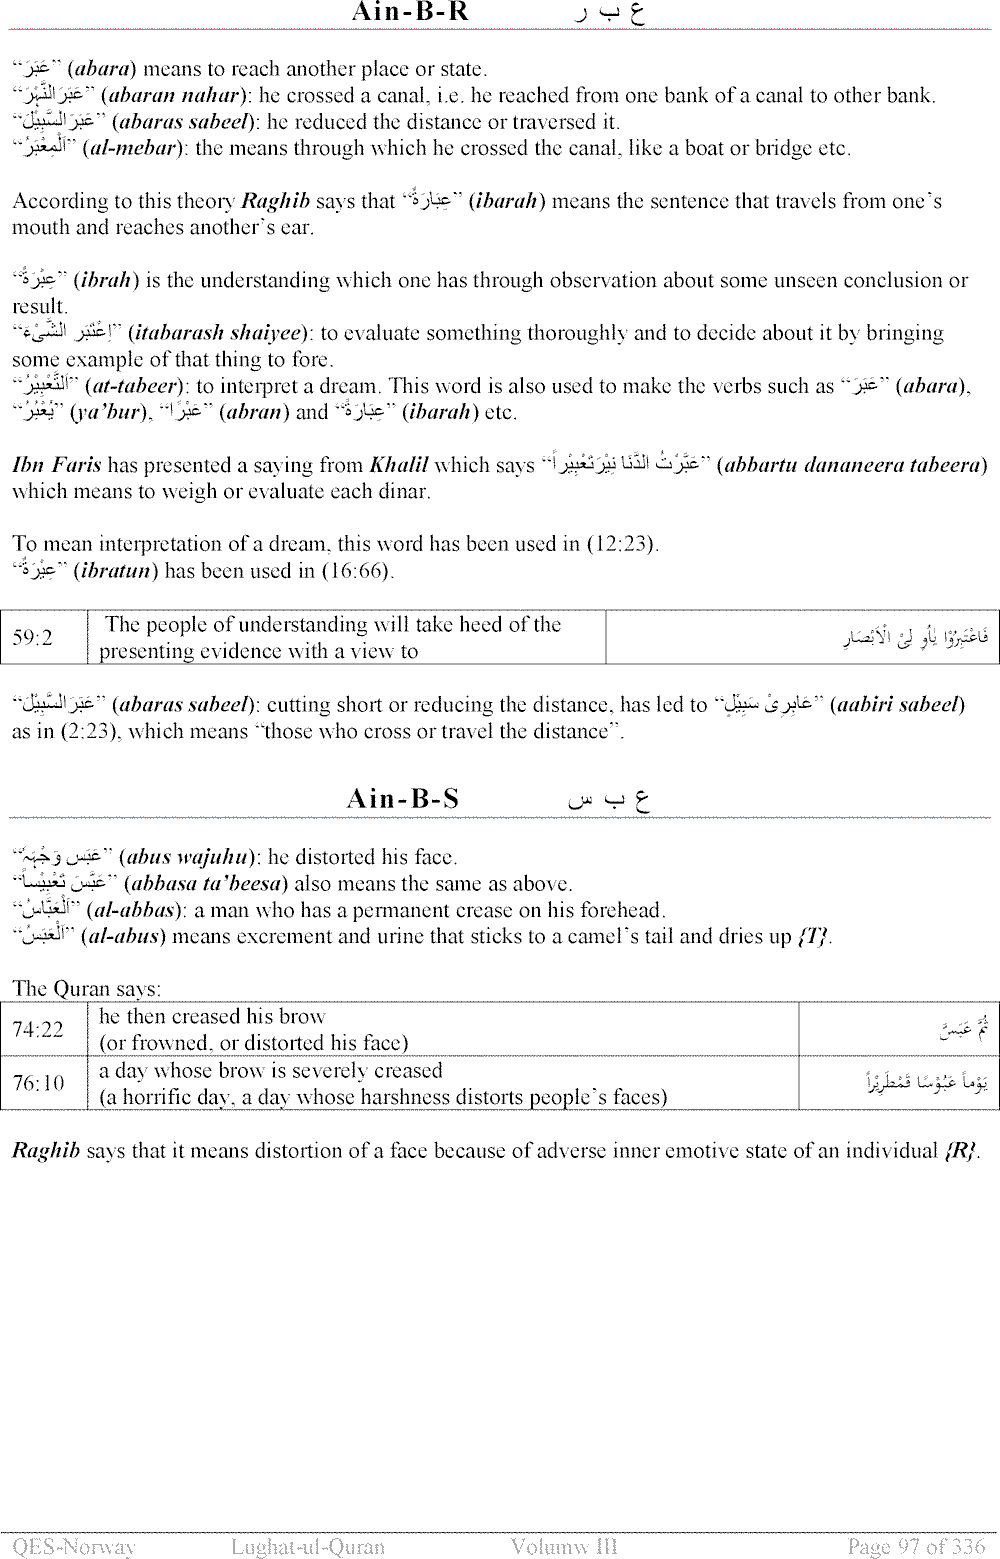 Ain-B-R ع ب ر
“عَبَرَ” (abara) means to reach another place or state.
“عَبَرَ النَّہْرَ” (abaran nahar): he crossed a canal, i.e. he reached from one bank of a canal to other bank.
“عَبَرَ السَّبِیْلَ” (abaras sabeel): he reduced the distance or traversed it.
“اَلْمِعْبَرُ” (al-mebar): the means through which he crossed the canal, like a boat or bridge etc.
According to this theory Raghib says that “عِبَارَۃٌ” (ibarah) means the sentence that travels from one’s
mouth and reaches another’s ear.
“عِبْرَۃٌ” (ibrah) is the understanding which one has through observation about some unseen conclusion or
result.
“اِعْتَبَر الشَّیْءَ” (itabarash shaiyee): to evaluate something thoroughly and to decide about it by bringing
some example of that thing to fore.
“اَلتَّعْبِیْرُ” (at-tabeer): to interpret a dream. This word is also used to make the verbs such as “عَبَرَ” (abara),
“یُعْبُرُ” (ya’bur), “عَبْرًا” (abran) and “عِبَارَۃً” (ibarah) etc.
Ibn Faris has presented a saying from Khalil which says “عَبَّرْتُ الدَّنَا نِیْرَتَعْبِیْراً” (abbartu dananeera tabeera)
which means to weigh or evaluate each dinar.
To mean interpretation of a dream, this word has been used in (12:23).
“عِبْرَۃٌ” (ibratun) has been used in (16:66).
59:2 The people of understanding will take heed of the فَاعْتَبِرُوْا یٰاُوِ لِیْ الْاَبْصَارِ
presenting evidence with a view to
“عَبَرَ السَّبِیْلَ” (abaras sabeel): cutting short or reducing the distance, has led to “عَابِرِیْ سَبِیْلٍ” (aabiri sabeel)
as in (2:23), which means “those who cross or travel the distance”.
Ain-B-S ع ب س
“عَبَس وَجْہَہٗ” (abus wajuhu): he distorted his face.
“عَبَّسَ تَعْبِیْساً” (abbasa ta’beesa) also means the same as above.
“اَلْعَبَّاسُ” (al-abbas): a man who has a permanent crease on his forehead.
“اَلْعَبَسُ” (al-abus) means excrement and urine that sticks to a camel’s tail and dries up {T}.
The Quran says:
74:22 he then creased his brow ثُمَّ عَبَسَّ
(or frowned, or distorted his face)
76:10 a day whose brow is severely creased یَوْماً عَبُوْسًا قَمْطَرِیْراً
(a horrific day, a day whose harshness distorts people’s faces)
Raghib says that it means distortion of a face because of adverse inner emotive state of an individual {R}.
QES-Norway Lughat-ul-Quran Volumw III Page 97 of 336